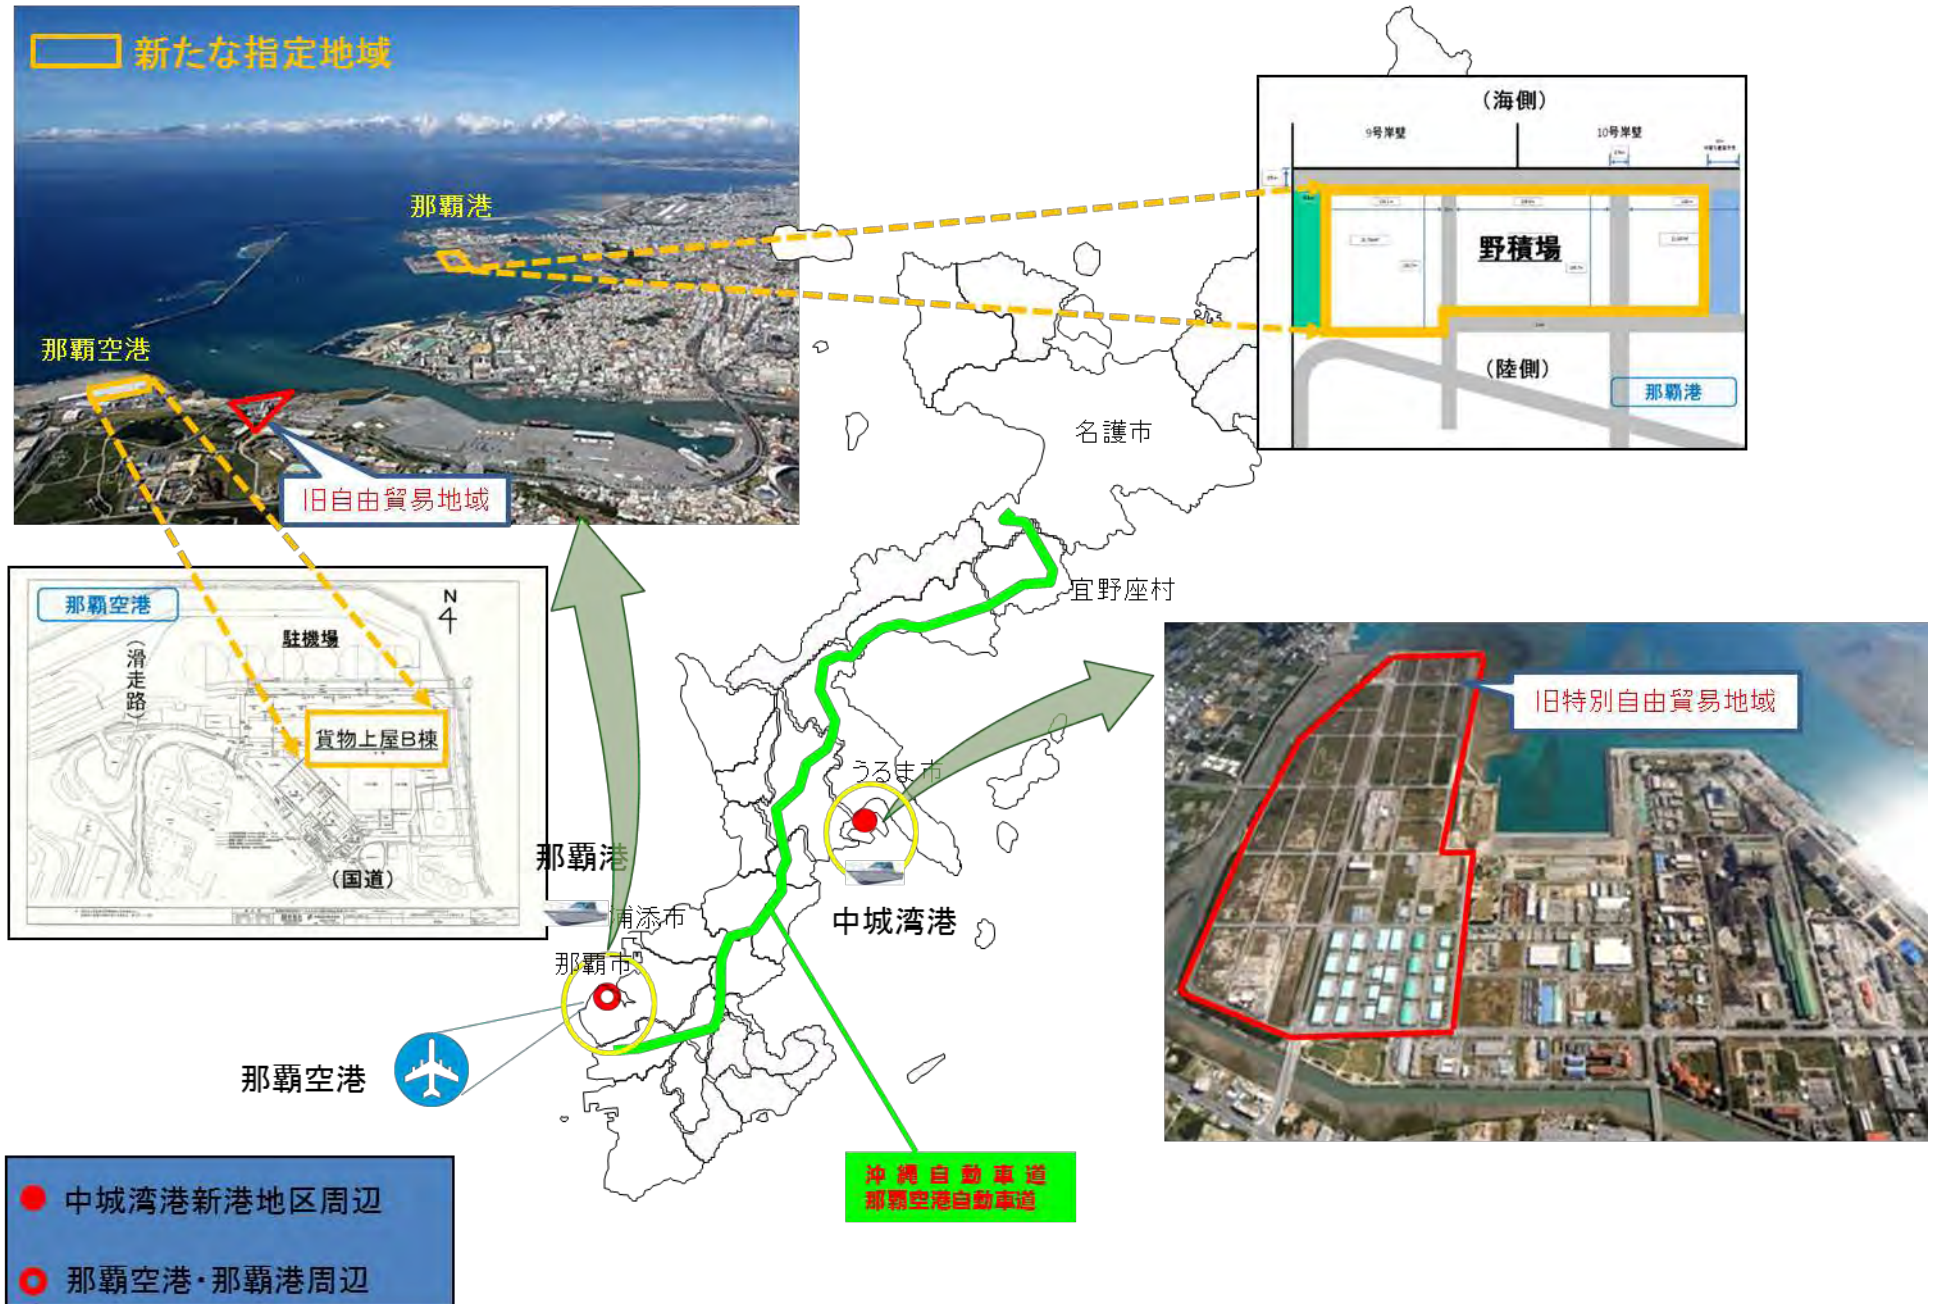 新たな指定地域
那覇港
那覇空港
旧自由貿易地域
(海側)
9号岸壁
10号岸壁
野積場
(陸側)
那覇港
名護市
宜野座村
那覇空港
N
駐機場
(滑走路)
貨物上屋B棟
(国道)
旧特別自由貿易地域
うるま市
那覇港
浦添市
中城湾港
那覇市
那覇空港
沖縄自動車道
那覇空港自動車道
中城湾港新港地区周辺
那覇空港・那覇港周辺